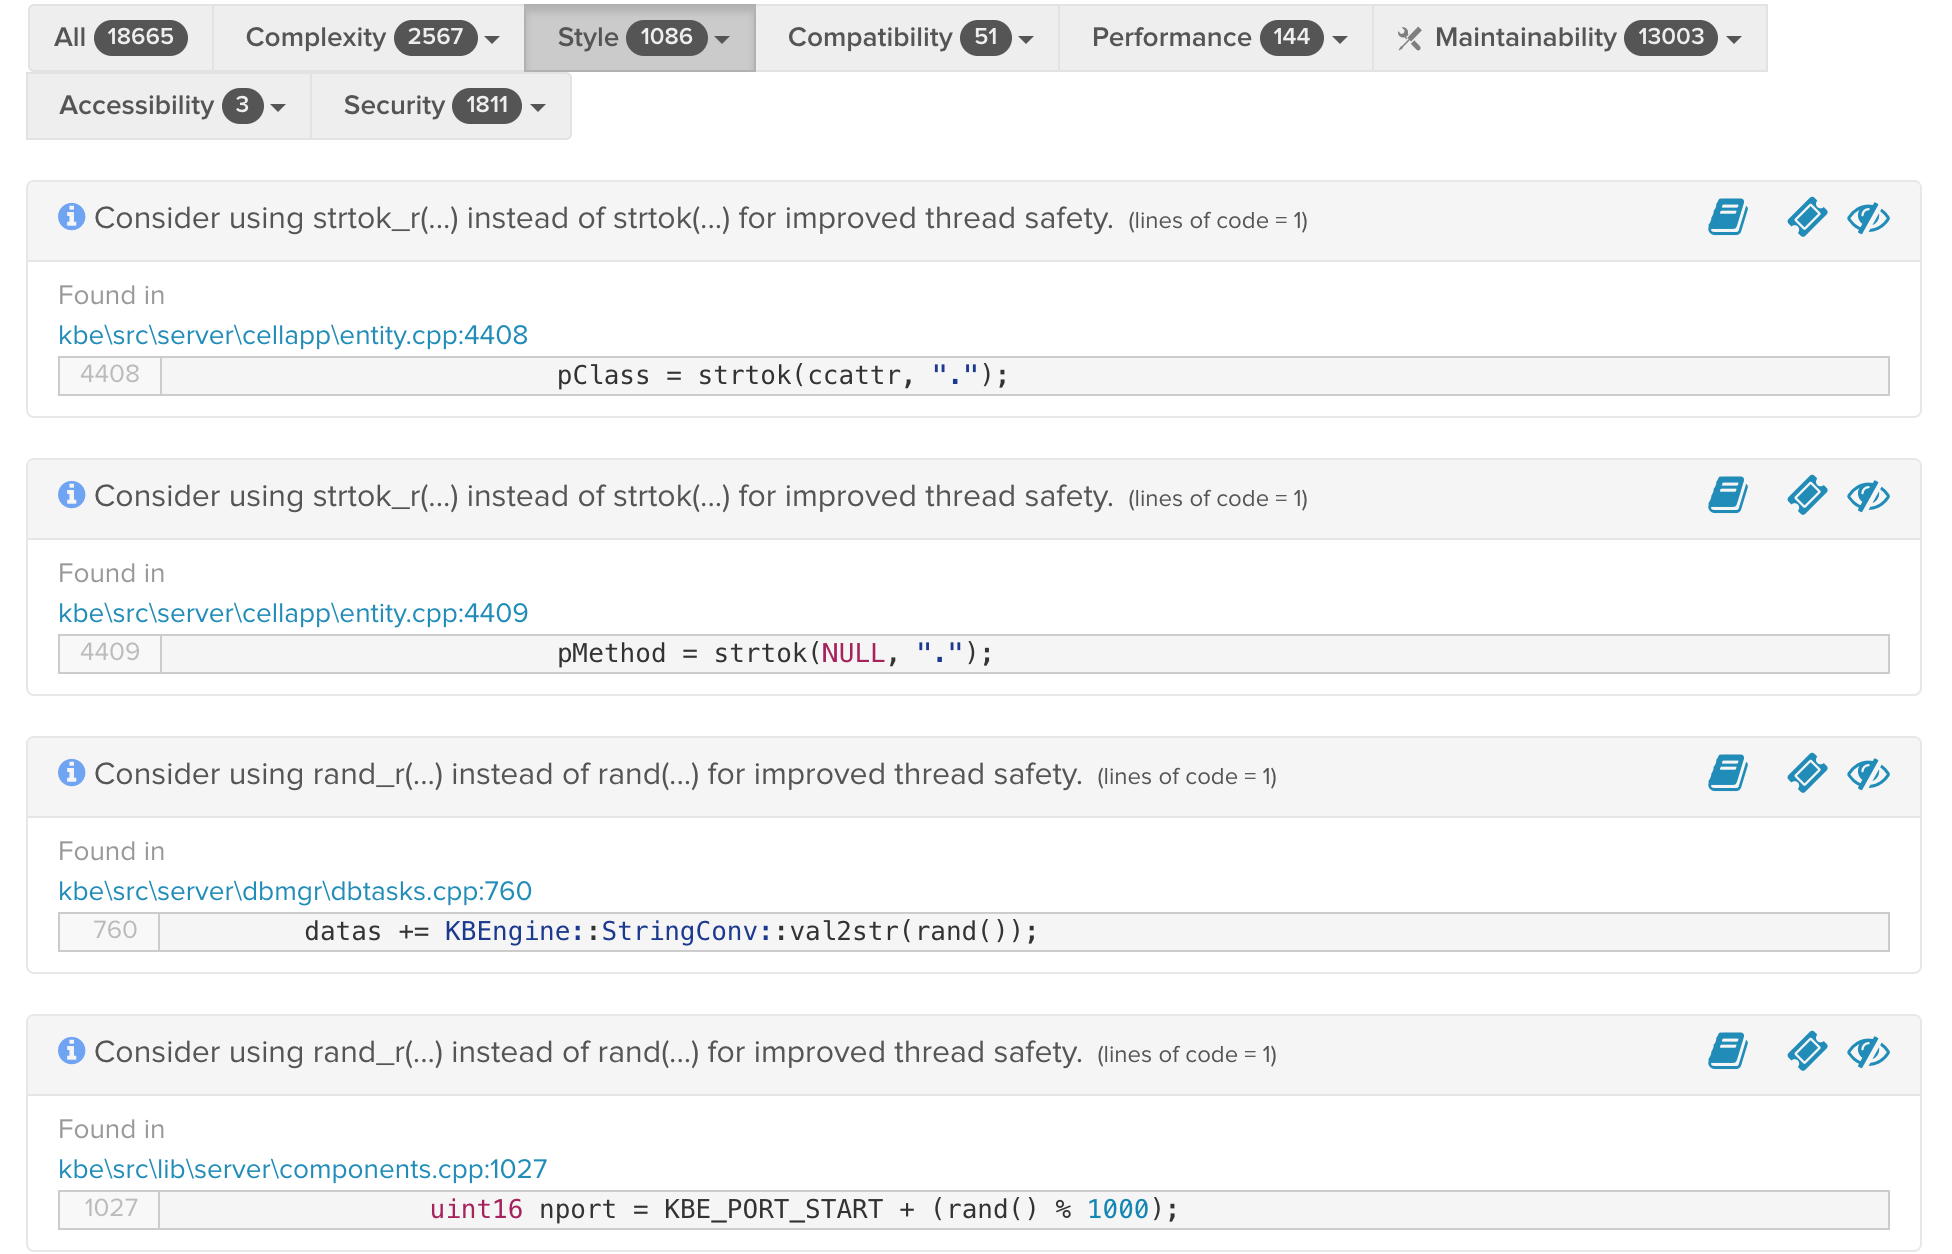 All 18665 Complexity 2567 Style 1086 Compatibility 51 Performance 144 Maintainability 13003
Accessibility 3 Security 1811
Consider using strtok_r(...) instead of strtok(...) for improved thread safety. (lines of code = 1)
Found in
kbe\src\server\cellapp\entity.cpp:4408
4408 pClass = strtok(ccattr, ".");
Consider using strtok_r(...) instead of strtok(...) for improved thread safety. (lines of code = 1)
Found in
kbe\src\server\cellapp\entity.cpp:4409
4409 pMethod = strtok(NULL, ".");
Consider using rand_r(...) instead of rand(...) for improved thread safety. (lines of code = 1)
Found in
kbe\src\server\dbmgr\dbtasks.cpp:760
760 datas += KBEngine::StringConv::val2str(rand());
Consider using rand_r(...) instead of rand(...) for improved thread safety. (lines of code = 1)
Found in
kbe\src\lib\server\components.cpp:1027
1027 uint16 nport = KBE_PORT_START + (rand() % 1000);